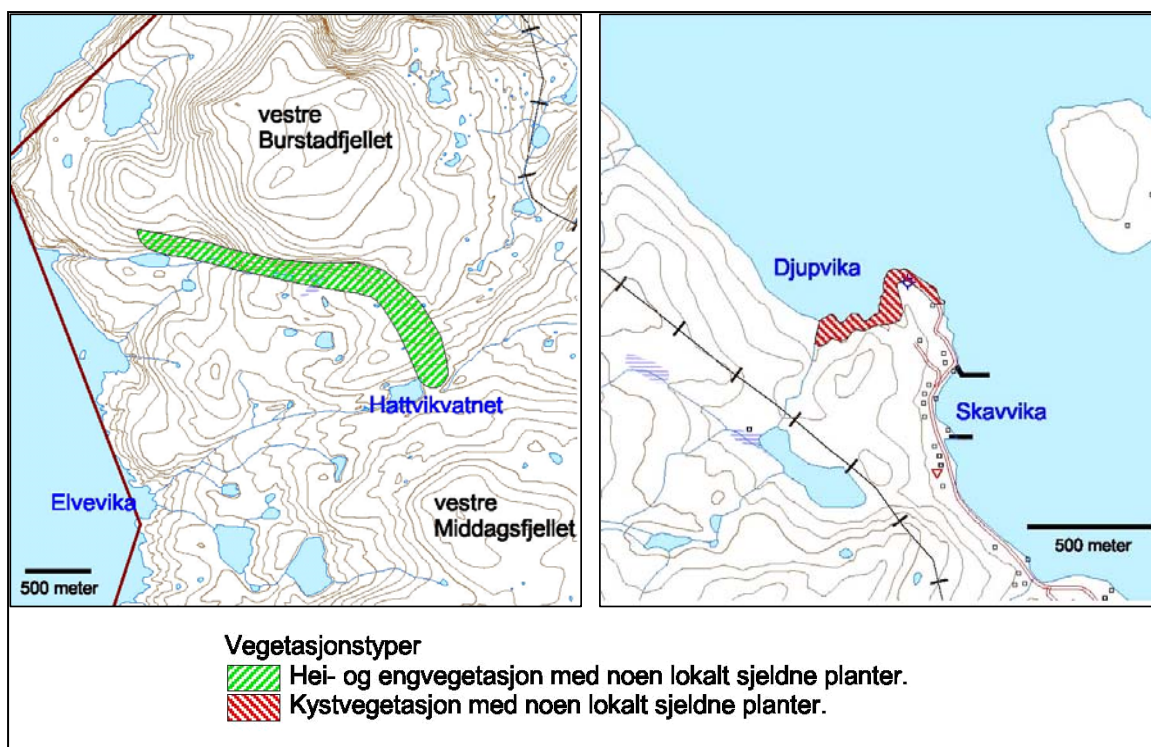 vestre
Burstadfjellet
Hattvikvatnet
Elvevika
vestre
Middagsfjellet
500 meter
Djupvika
Skavvika
500 meter
Vegetasjonstyper
Hei- og engvegetasjon med noen lokalt sjeldne planter.
Kystvegetasjon med noen lokalt sjeldne planter.